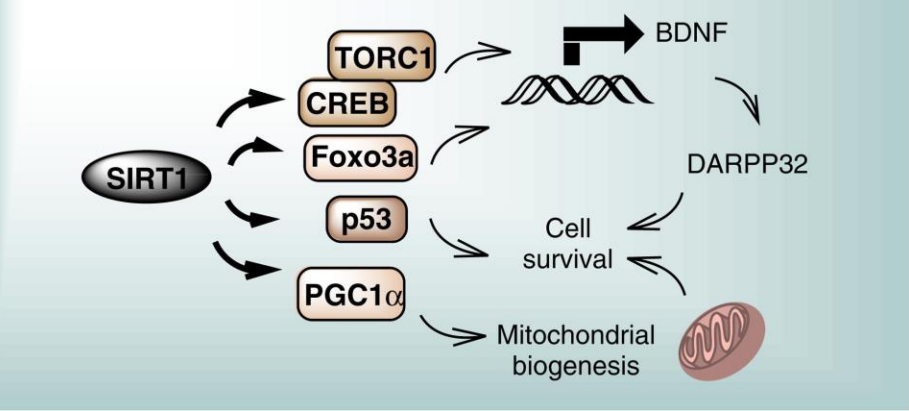 TORC1
BDNF
CREB
Foxo3a
DARPP32
SIRT1
p53
Cell
survival
PGC1α
Mitochondrial
biogenesis